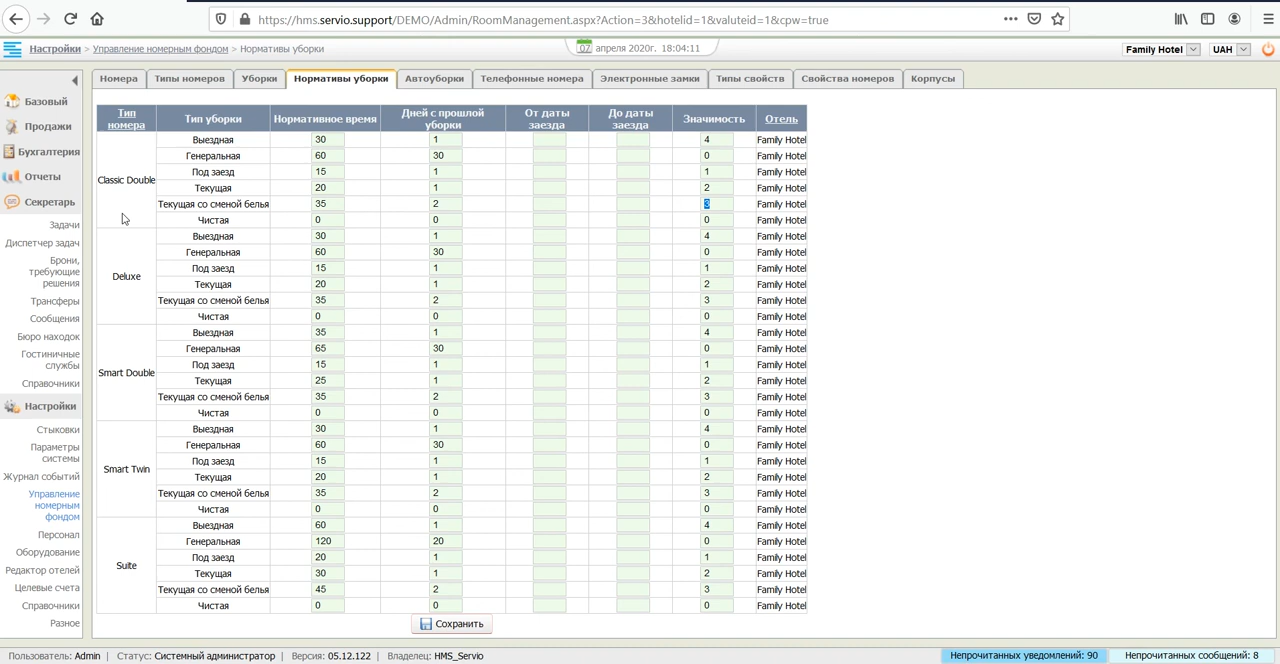 https://hms.servio.support/DEMO/Admin/RoomManagement.aspx?Action=3&hotelid=1&valuteid=1&cpw=true
Настройки > Управление номерным фондом > Нормативы уборки
07 апреля 2020г. 18:04:11
Family Hotel UAH
Номера Типы номеров Уборки Нормативы уборки Автоуборки Телефонные номера Электронные замки Типы свойств Свойства номеров Корпусы
Базовый
Продажи
Бухгалтерия
Отчеты
Секретарь
Задачи
Диспетчер задач
Брони,
требующие
решения
Трансферы
Сообщения
Бюро находок
Гостиничные
службы
Справочники
Настройки
Стыковки
Параметры
системы
Журнал событий
Управление
номерным
фондом
Персонал
Оборудование
Редактор отелей
Целевые счета
Справочники
Разное
Тип номера Тип уборки Нормативное время Дней с прошлой уборки От даты заезда До даты заезда Значимость Отель
Classic Double
Выездная 30 1 4 Family Hotel
Генеральная 60 30 0 Family Hotel
Под заезд 15 1 1 Family Hotel
Текущая 20 1 2 Family Hotel
Текущая со сменой белья 35 2 3 Family Hotel
Чистая 0 0 0 Family Hotel
Deluxe
Выездная 30 1 4 Family Hotel
Генеральная 60 30 0 Family Hotel
Под заезд 15 1 1 Family Hotel
Текущая 20 1 2 Family Hotel
Текущая со сменой белья 35 2 3 Family Hotel
Чистая 0 0 0 Family Hotel
Smart Double
Выездная 35 1 4 Family Hotel
Генеральная 65 30 0 Family Hotel
Под заезд 15 1 1 Family Hotel
Текущая 25 1 2 Family Hotel
Текущая со сменой белья 35 2 3 Family Hotel
Чистая 0 0 0 Family Hotel
Smart Twin
Выездная 30 1 4 Family Hotel
Генеральная 60 30 0 Family Hotel
Под заезд 15 1 1 Family Hotel
Текущая 20 1 2 Family Hotel
Текущая со сменой белья 35 2 3 Family Hotel
Чистая 0 0 0 Family Hotel
Suite
Выездная 60 1 4 Family Hotel
Генеральная 120 20 0 Family Hotel
Под заезд 20 1 1 Family Hotel
Текущая 30 1 2 Family Hotel
Текущая со сменой белья 45 2 3 Family Hotel
Чистая 0 0 0 Family Hotel
Сохранить
Пользователь: Admin | Статус: Системный администратор | Версия: 05.12.122 | Владелец: HMS_Servio Непрочитанных уведомлений: 90 Непрочитанных сообщений: 8